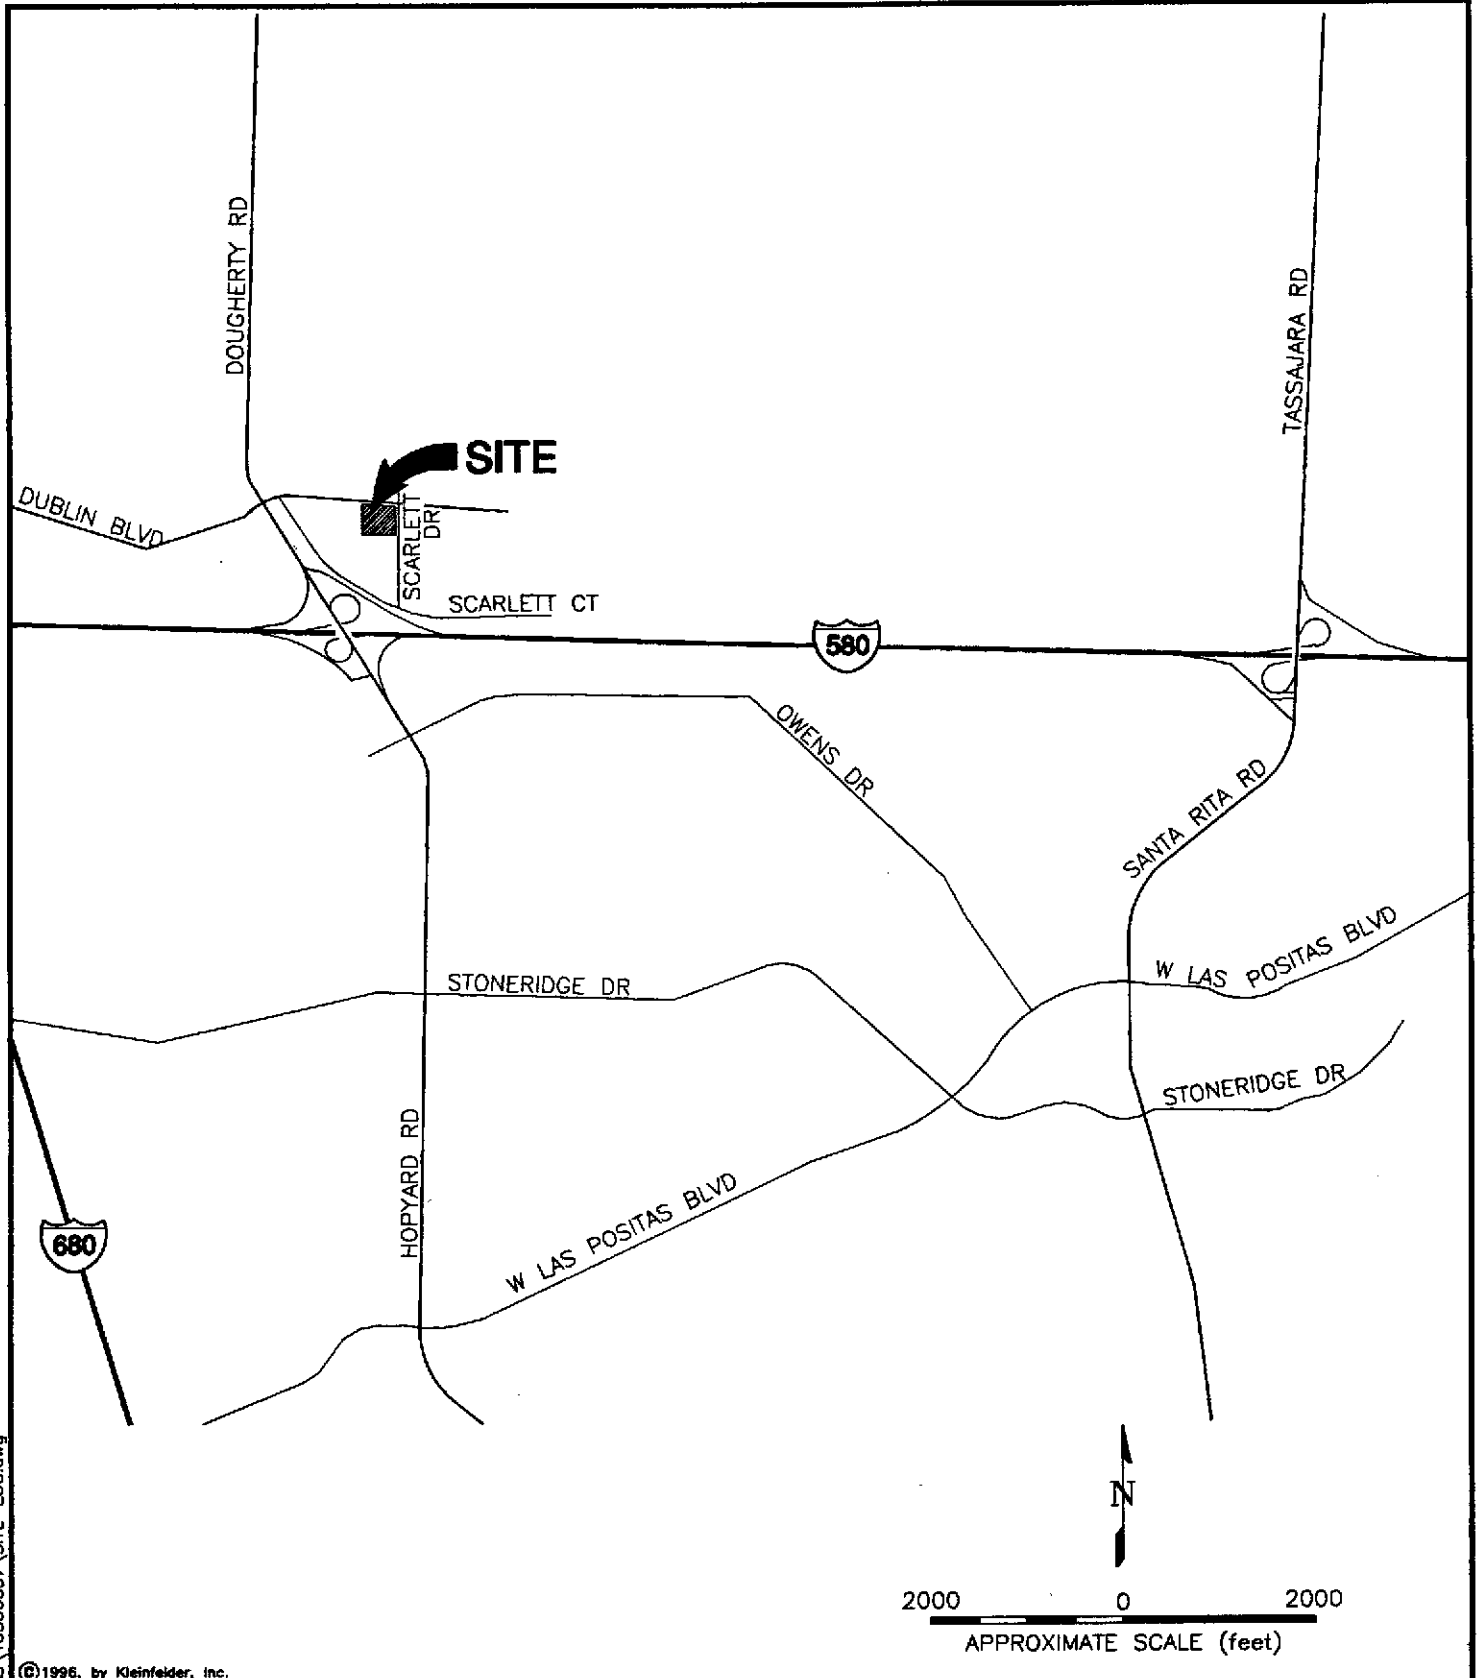 DOUGHERTY RD
TASSAJARA RD
SITE
DUBLIN BLVD
SCARLETT
DR
SCARLETT CT
580
OWENS DR
SANTA RITA RD
W LAS POSITAS BLVD
STONERIDGE DR
STONERIDGE DR
HOPYARD RD
W LAS POSITAS BLVD
680
N
2000 0 2000
APPROXIMATE SCALE (feet)
©1996, by Kleinfelder, Inc.